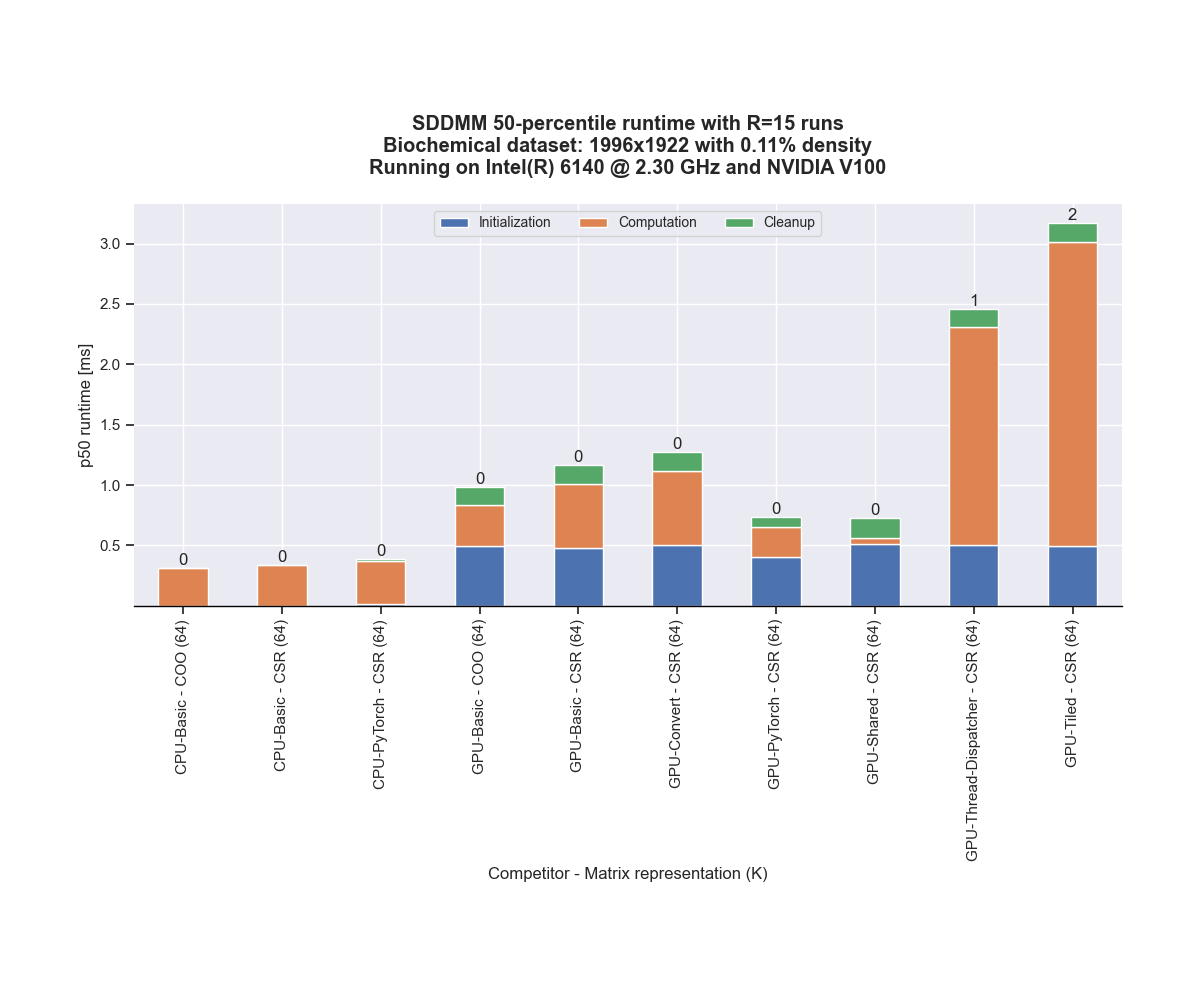 SDDMM 50-percentile runtime with R=15 runs
Biochemical dataset: 1996x1922 with 0.11% density
Running on Intel(R) 6140 @ 2.30 GHz and NVIDIA V100
Initialization
Computation
Cleanup
p50 runtime [ms]
3.0
2.5
2.0
1.5
1.0
0.5
0
0
0
0
0
0
0
0
1
2
CPU-Basic - COO (64)
CPU-Basic - CSR (64)
CPU-PyTorch - CSR (64)
GPU-Basic - COO (64)
GPU-Basic - CSR (64)
GPU-Convert - CSR (64)
GPU-PyTorch - CSR (64)
GPU-Shared - CSR (64)
GPU-Thread-Dispatcher - CSR (64)
GPU-Tiled - CSR (64)
Competitor - Matrix representation (K)